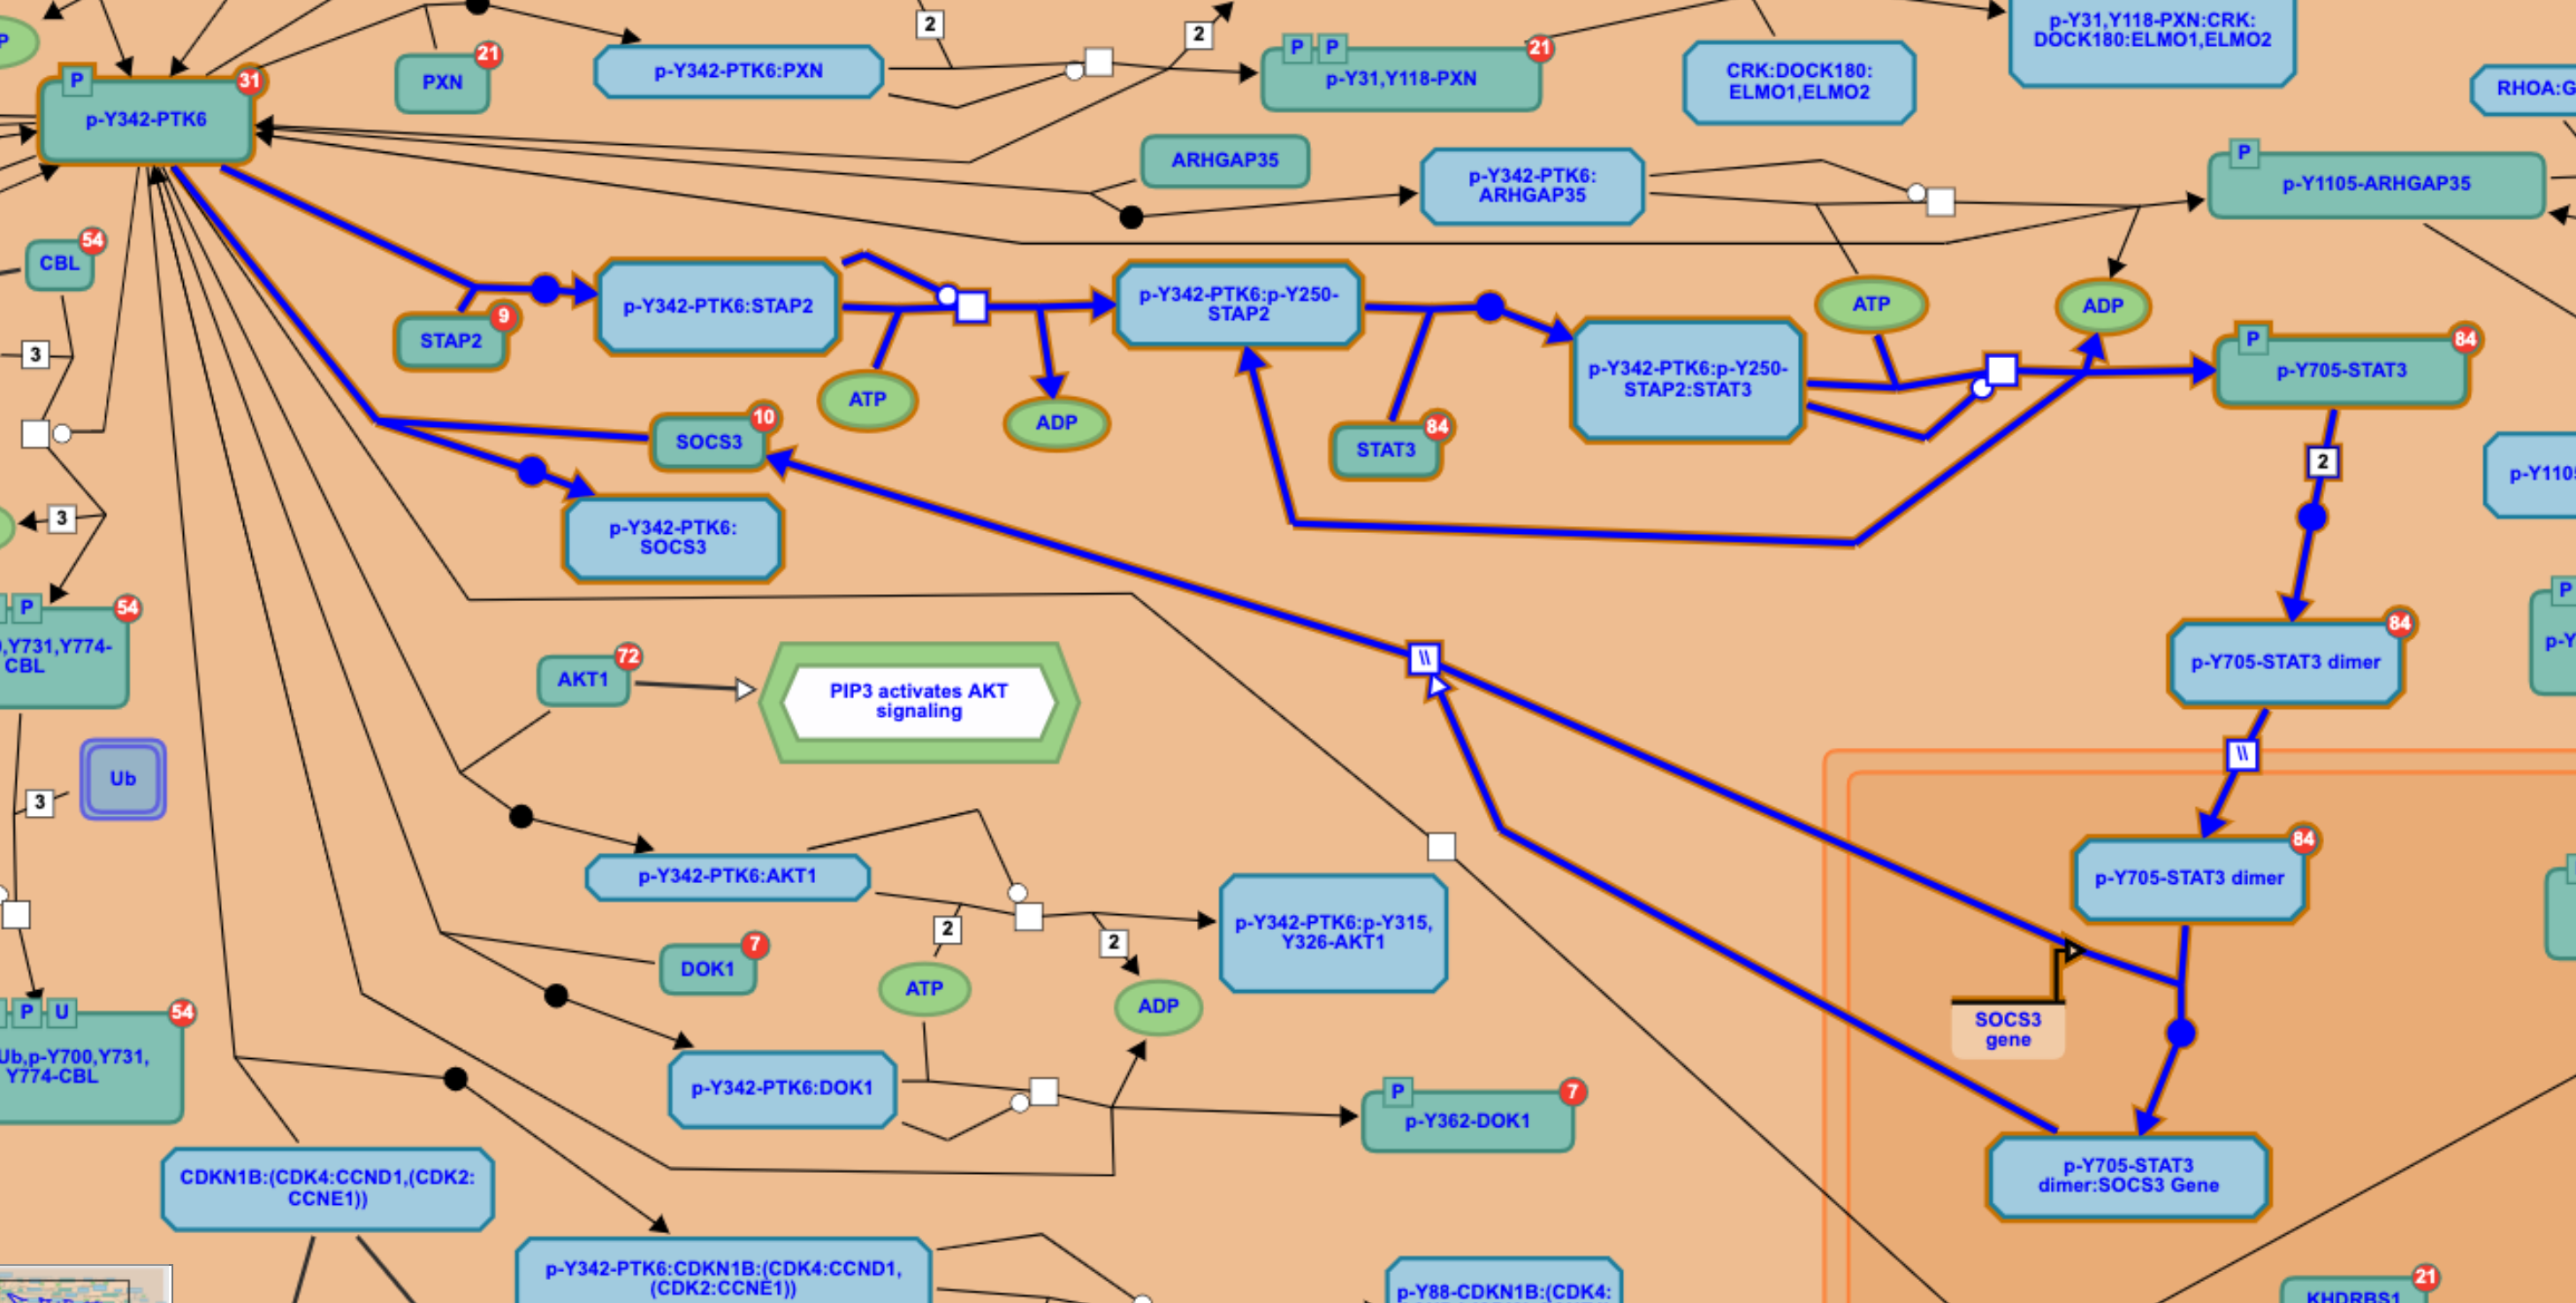 P
2
2
P
31
PXN
21
p-Y342-PTK6
p-Y342-PTK6:PXN
P P
21
p-Y31,Y118-PXN
CRK:DOCK180:
ELMO1,ELMO2
p-Y31,Y118-PXN:CRK:
DOCK180:ELMO1,ELMO2
RHOA:G
ARHGAP35
p-Y342-PTK6:
ARHGAP35
P
p-Y1105-ARHGAP35
CBL
54
STAP2
9
p-Y342-PTK6:STAP2
ATP
ADP
p-Y342-PTK6:p-Y250-
STAP2
STAT3
84
p-Y342-PTK6:p-Y250-
STAP2:STAT3
ATP
ADP
P
84
p-Y705-STAT3
2
3
SOCS3
10
p-Y342-PTK6:
SOCS3
p-Y1105
3
P
54
,Y731,Y774-
CBL
AKT1
72
PIP3 activates AKT
signaling
\\
84
p-Y705-STAT3 dimer
P
p-Y
Ub
3
\\
p-Y342-PTK6:AKT1
2
2
ATP
ADP
p-Y342-PTK6:p-Y315,
Y326-AKT1
84
p-Y705-STAT3 dimer
DOK1
7
SOCS3
gene
P U
54
Ub,p-Y700,Y731,
Y774-CBL
p-Y342-PTK6:DOK1
P
7
p-Y362-DOK1
p-Y705-STAT3
dimer:SOCS3 Gene
CDKN1B:(CDK4:CCND1,(CDK2:
CCNE1))
p-Y342-PTK6:CDKN1B:(CDK4:CCND1,
(CDK2:CCNE1))
p-Y88-CDKN1B:(CDK4:
21
KHDRBS1